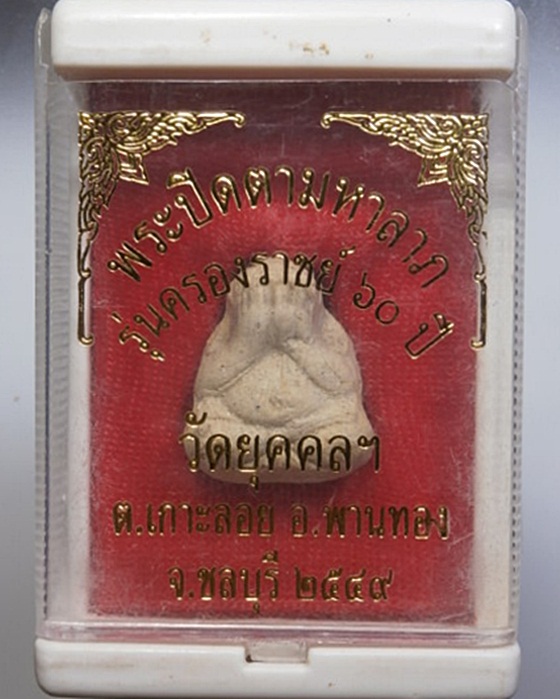 พระปิดตามหาลาภ
รุ่นครองราชย์ ๖๐ ปี
วัดยุคคลฯ
ต.เกาะลอย อ.พานทอง
จ.ชลบุรี ๒๕๔๙